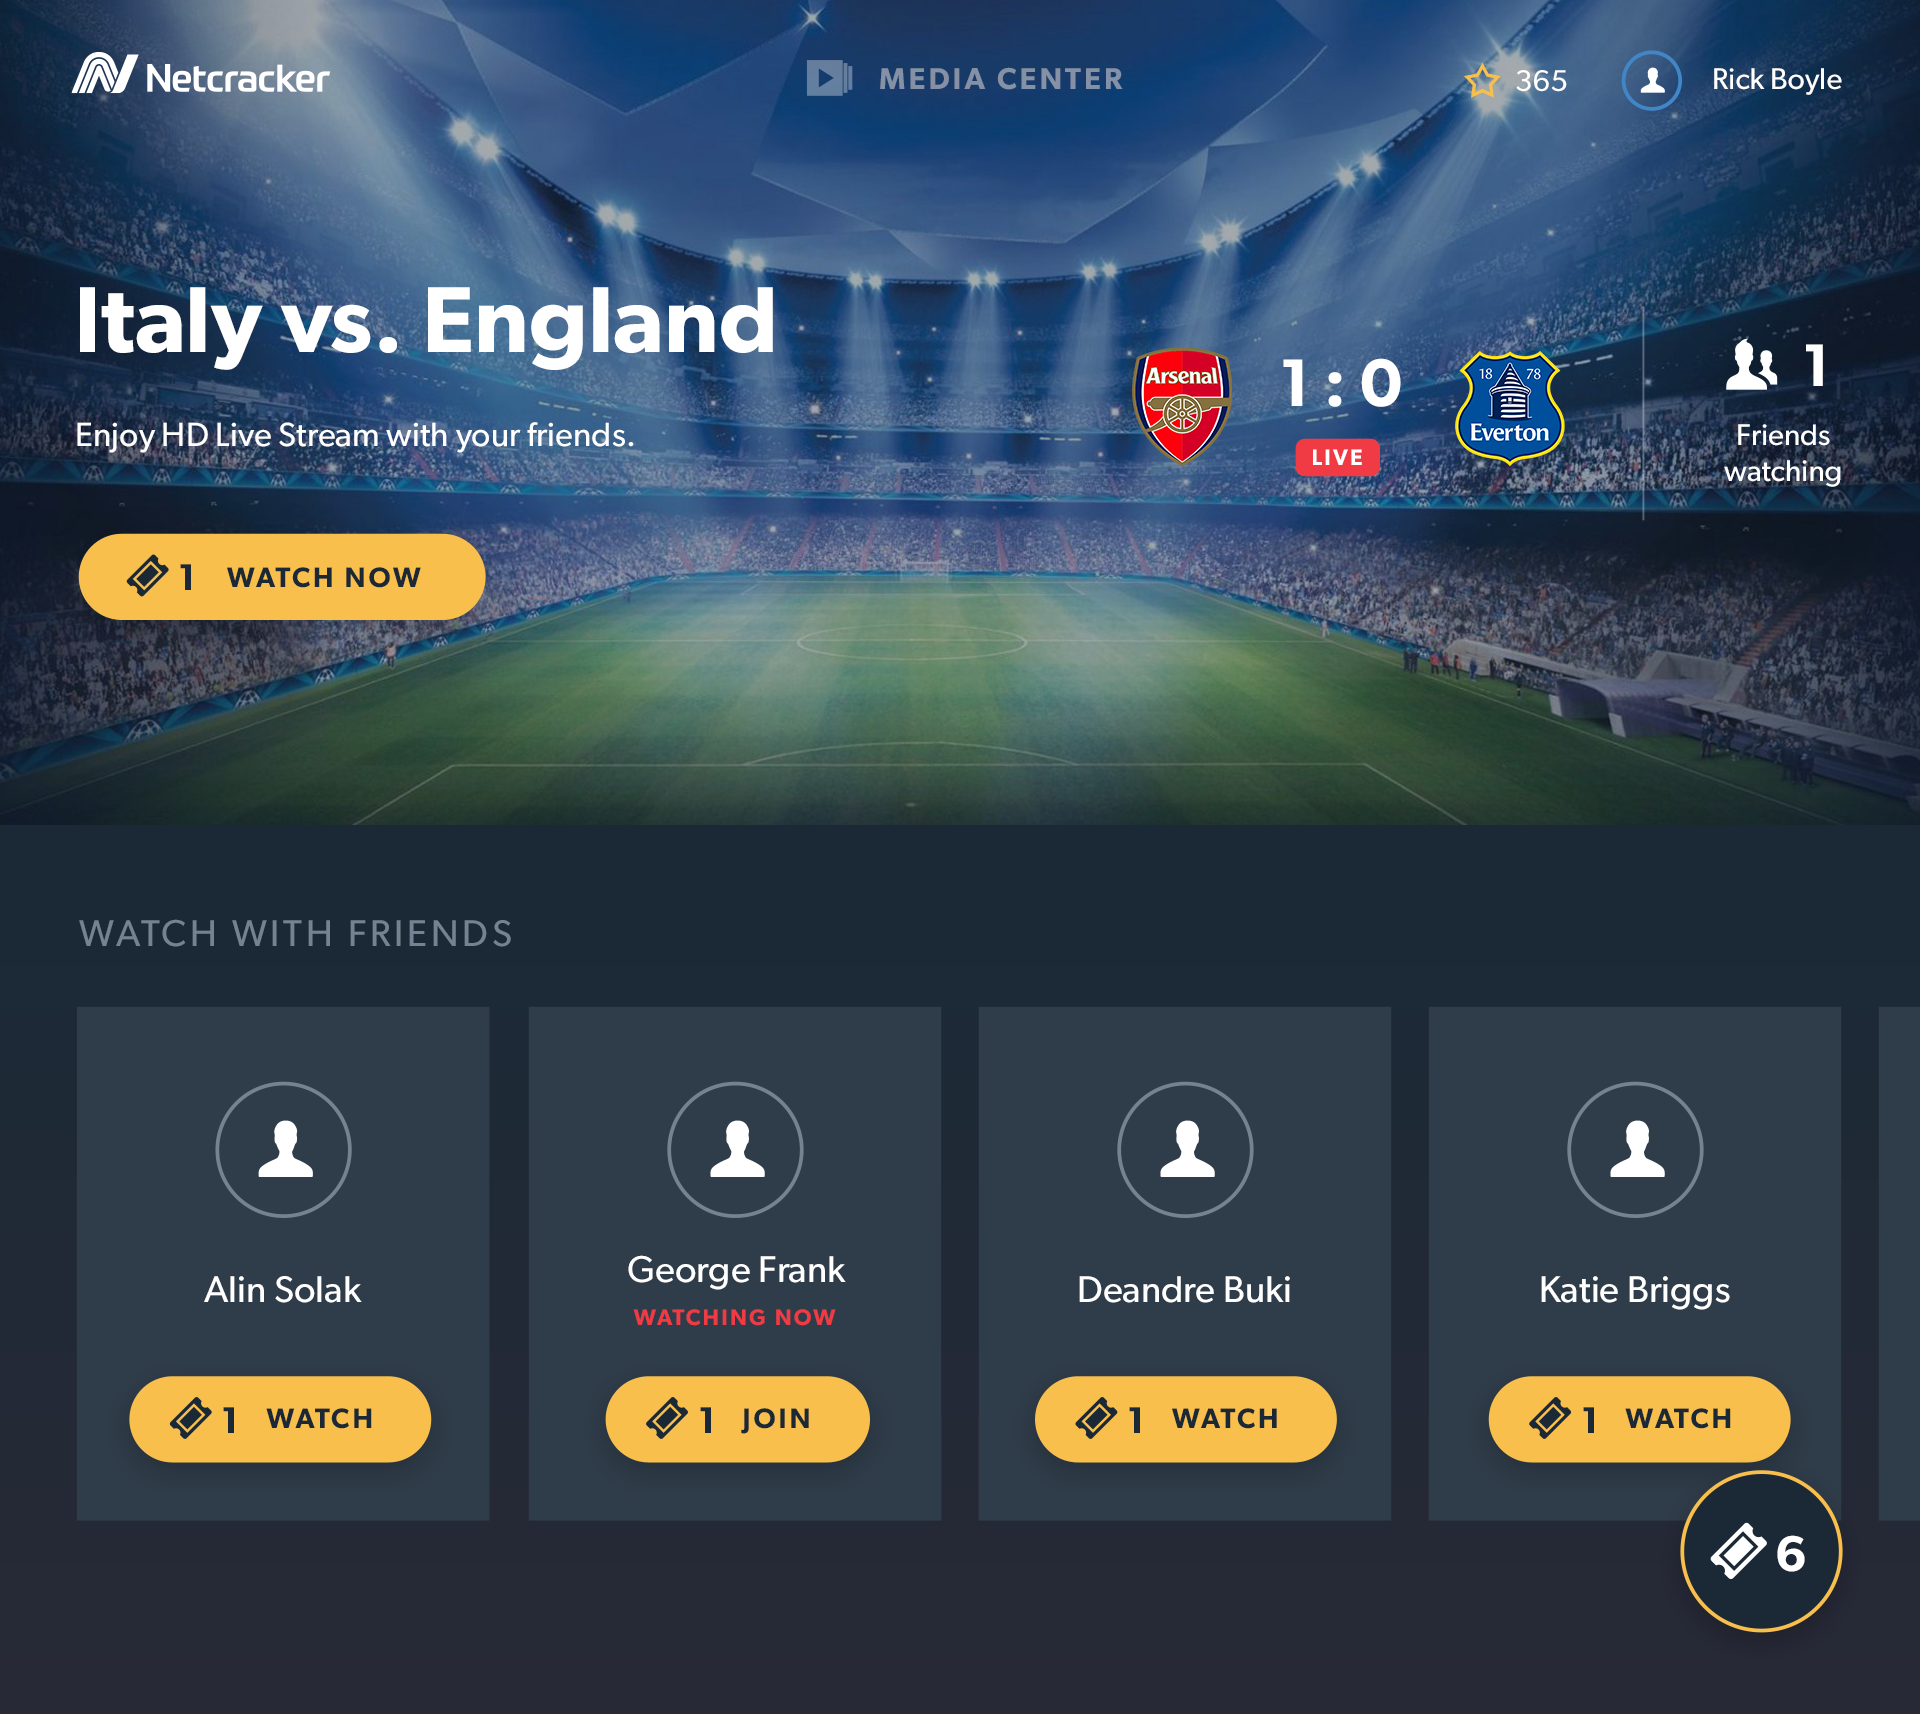 Netcracker
MEDIA CENTER
365
Rick Boyle
Italy vs. England
Enjoy HD Live Stream with your friends.
1 WATCH NOW
Arsenal
1 : 0
LIVE
18 78
Everton
1
Friends
watching
WATCH WITH FRIENDS
Alin Solak
1 WATCH
George Frank
WATCHING NOW
1 JOIN
Deandre Buki
1 WATCH
Katie Briggs
1 WATCH
6